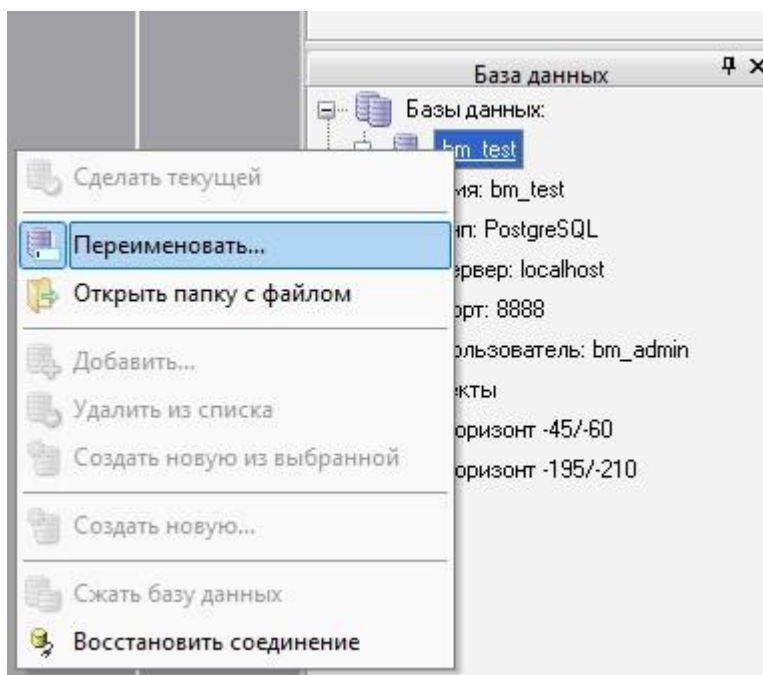 База данных
Базы данных:
bm_test
Сделать текущей
Переименовать...
Открыть папку с файлом
Добавить...
Удалить из списка
Создать новую из выбранной
Создать новую...
Сжать базу данных
Восстановить соединение
мя: bm_test
ип: PostgreSQL
ервер: localhost
орт: 8888
ользователь: bm_admin
екты
оризонт -45/-60
оризонт -195/-210